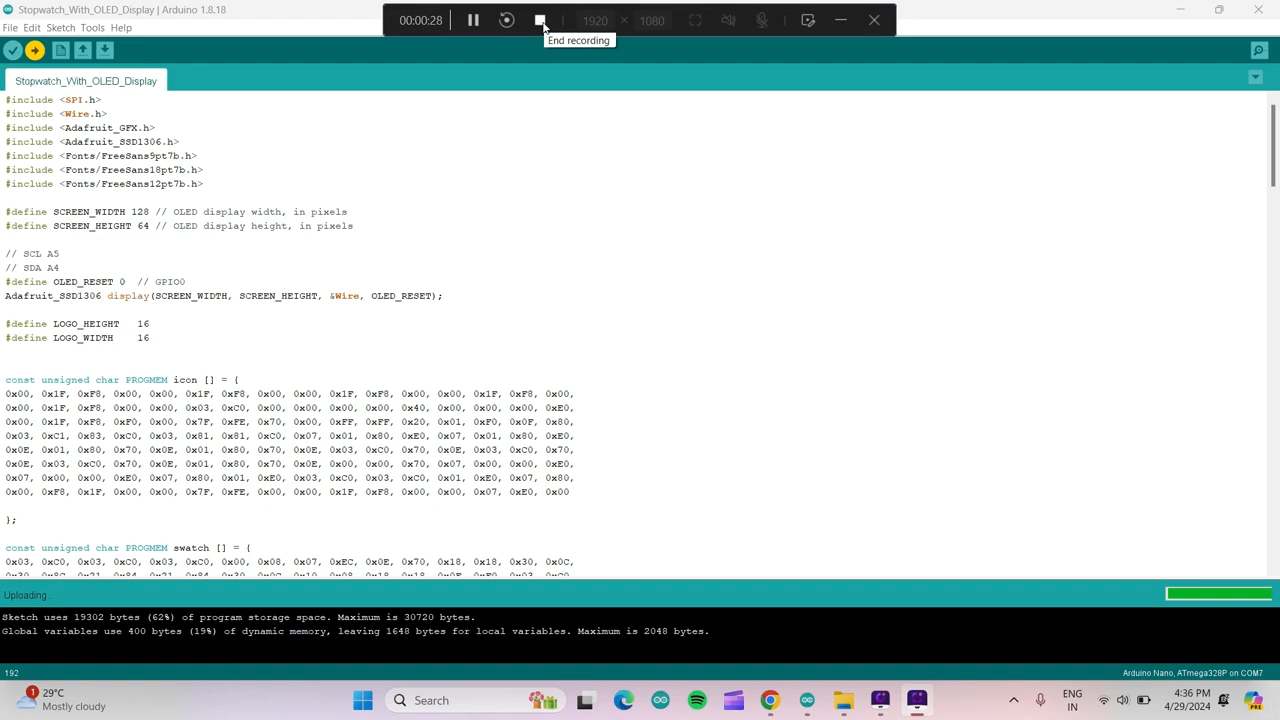 Stopwatch_With_OLED_Display | Arduino 1.8.18
00:00:28
1920 × 1080
End recording
File Edit Sketch Tools Help
Stopwatch_With_OLED_Display
#include <SPI.h>
#include <Wire.h>
#include <Adafruit_GFX.h>
#include <Adafruit_SSD1306.h>
#include <Fonts/FreeSans9pt7b.h>
#include <Fonts/FreeSans18pt7b.h>
#include <Fonts/FreeSans12pt7b.h>
#define SCREEN_WIDTH 128 // OLED display width, in pixels
#define SCREEN_HEIGHT 64 // OLED display height, in pixels
// SCL A5
// SDA A4
#define OLED_RESET 0  // GPIO0
Adafruit_SSD1306 display(SCREEN_WIDTH, SCREEN_HEIGHT, &Wire, OLED_RESET);
#define LOGO_HEIGHT   16
#define LOGO_WIDTH    16
const unsigned char PROGMEM icon [] = {
0x00, 0x1F, 0xF8, 0x00, 0x00, 0x1F, 0xF8, 0x00, 0x00, 0x1F, 0xF8, 0x00, 0x00, 0x1F, 0xF8, 0x00,
0x00, 0x1F, 0xF8, 0x00, 0x00, 0x03, 0xC0, 0x00, 0x00, 0x00, 0x00, 0x40, 0x00, 0x00, 0x00, 0xE0,
0x00, 0x1F, 0xF8, 0xF0, 0x00, 0x7F, 0xFE, 0x70, 0x00, 0xFF, 0xFF, 0x20, 0x01, 0xF0, 0x0F, 0x80,
0x03, 0xC1, 0x83, 0xC0, 0x03, 0x81, 0x81, 0xC0, 0x07, 0x01, 0x80, 0xE0, 0x07, 0x01, 0x80, 0xE0,
0x0E, 0x01, 0x80, 0x70, 0x0E, 0x01, 0x80, 0x70, 0x0E, 0x03, 0xC0, 0x70, 0x0E, 0x03, 0xC0, 0x70,
0x0E, 0x03, 0xC0, 0x70, 0x0E, 0x01, 0x80, 0x70, 0x0E, 0x00, 0x00, 0x70, 0x07, 0x00, 0x00, 0xE0,
0x07, 0x00, 0x00, 0xE0, 0x07, 0x80, 0x01, 0xE0, 0x03, 0xC0, 0x03, 0xC0, 0x01, 0xE0, 0x07, 0x80,
0x00, 0xF8, 0x1F, 0x00, 0x00, 0x7F, 0xFE, 0x00, 0x00, 0x1F, 0xF8, 0x00, 0x00, 0x07, 0xE0, 0x00
};
const unsigned char PROGMEM swatch [] = {
0x03, 0xC0, 0x03, 0xC0, 0x03, 0xC0, 0x00, 0x08, 0x07, 0xEC, 0x0E, 0x70, 0x18, 0x18, 0x30, 0x0C,
Uploading...
Sketch uses 19302 bytes (62%) of program storage space. Maximum is 30720 bytes.
Global variables use 400 bytes (19%) of dynamic memory, leaving 1648 bytes for local variables. Maximum is 2048 bytes.
192
Arduino Nano, ATmega328P on COM7
1
29°C
Mostly cloudy
Search
ENG
IN
4:36 PM
4/29/2024
PRE